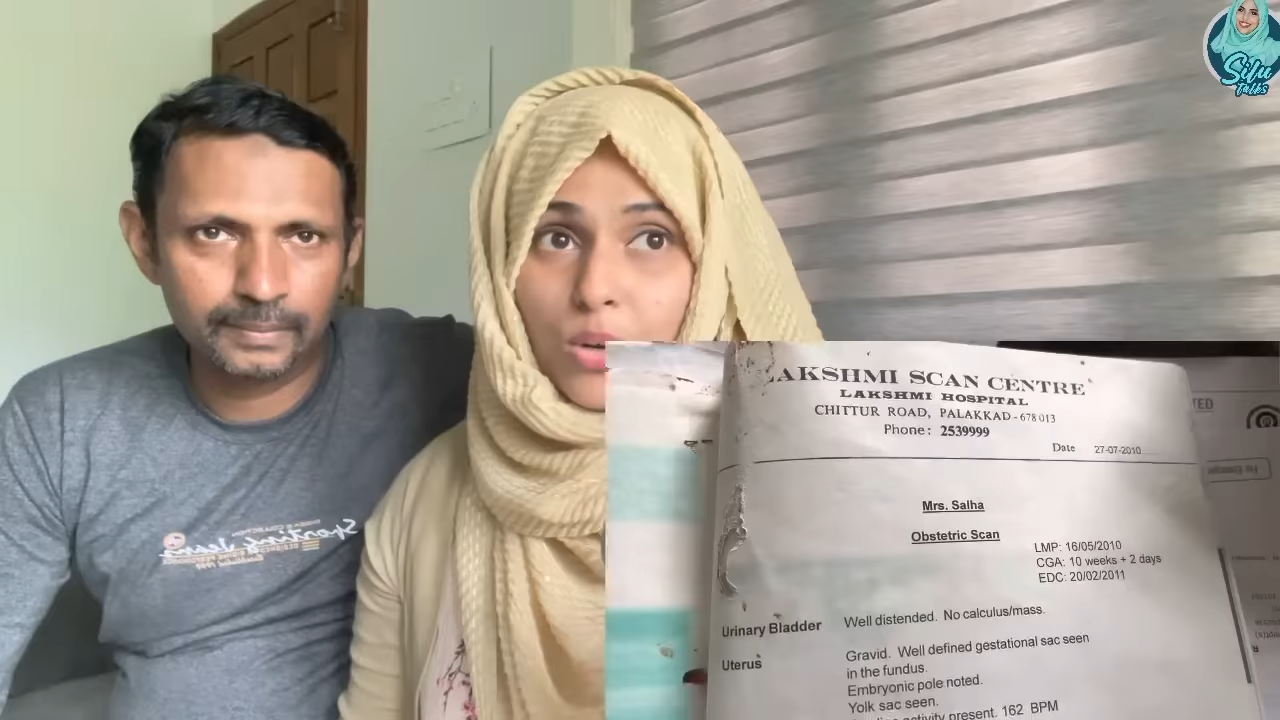 Silu
talks
LAKSHMI SCAN CENTRE
LAKSHMI HOSPITAL
CHITTUR ROAD, PALAKKAD - 678 013
Phone: 2539999
Date 27-07-2010
Mrs. Salha
Obstetric Scan
LMP: 16/05/2010
CGA: 10 weeks + 2 days
EDC: 20/02/2011
Urinary Bladder Well distended. No calculus/mass.
Uterus Gravid. Well defined gestational sac seen
in the fundus.
Embryonic pole noted.
Yolk sac seen.
activity present. 162 BPM
Sporting
TED